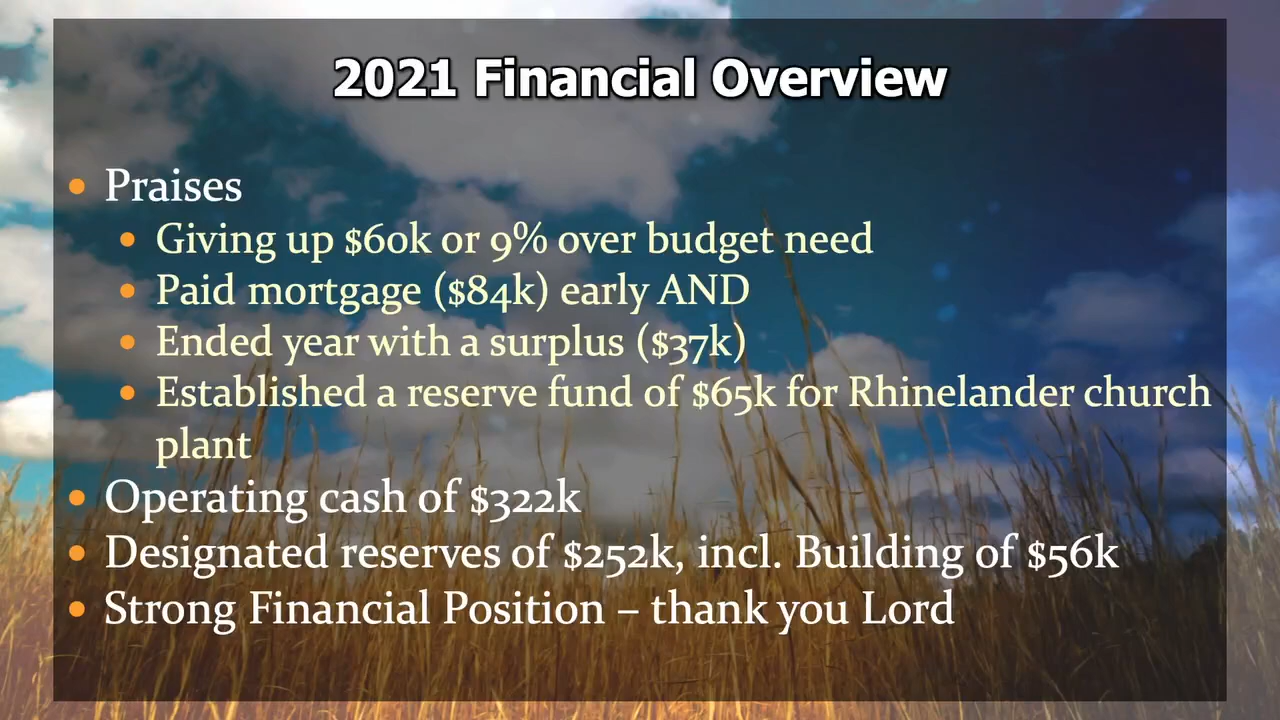 2021 Financial Overview
• Praises
• Giving up $60k or 9% over budget need
• Paid mortgage ($84k) early AND
• Ended year with a surplus ($37k)
• Established a reserve fund of $65k for Rhinelander church
plant
• Operating cash of $322k
• Designated reserves of $252k, incl. Building of $56k
• Strong Financial Position – thank you Lord